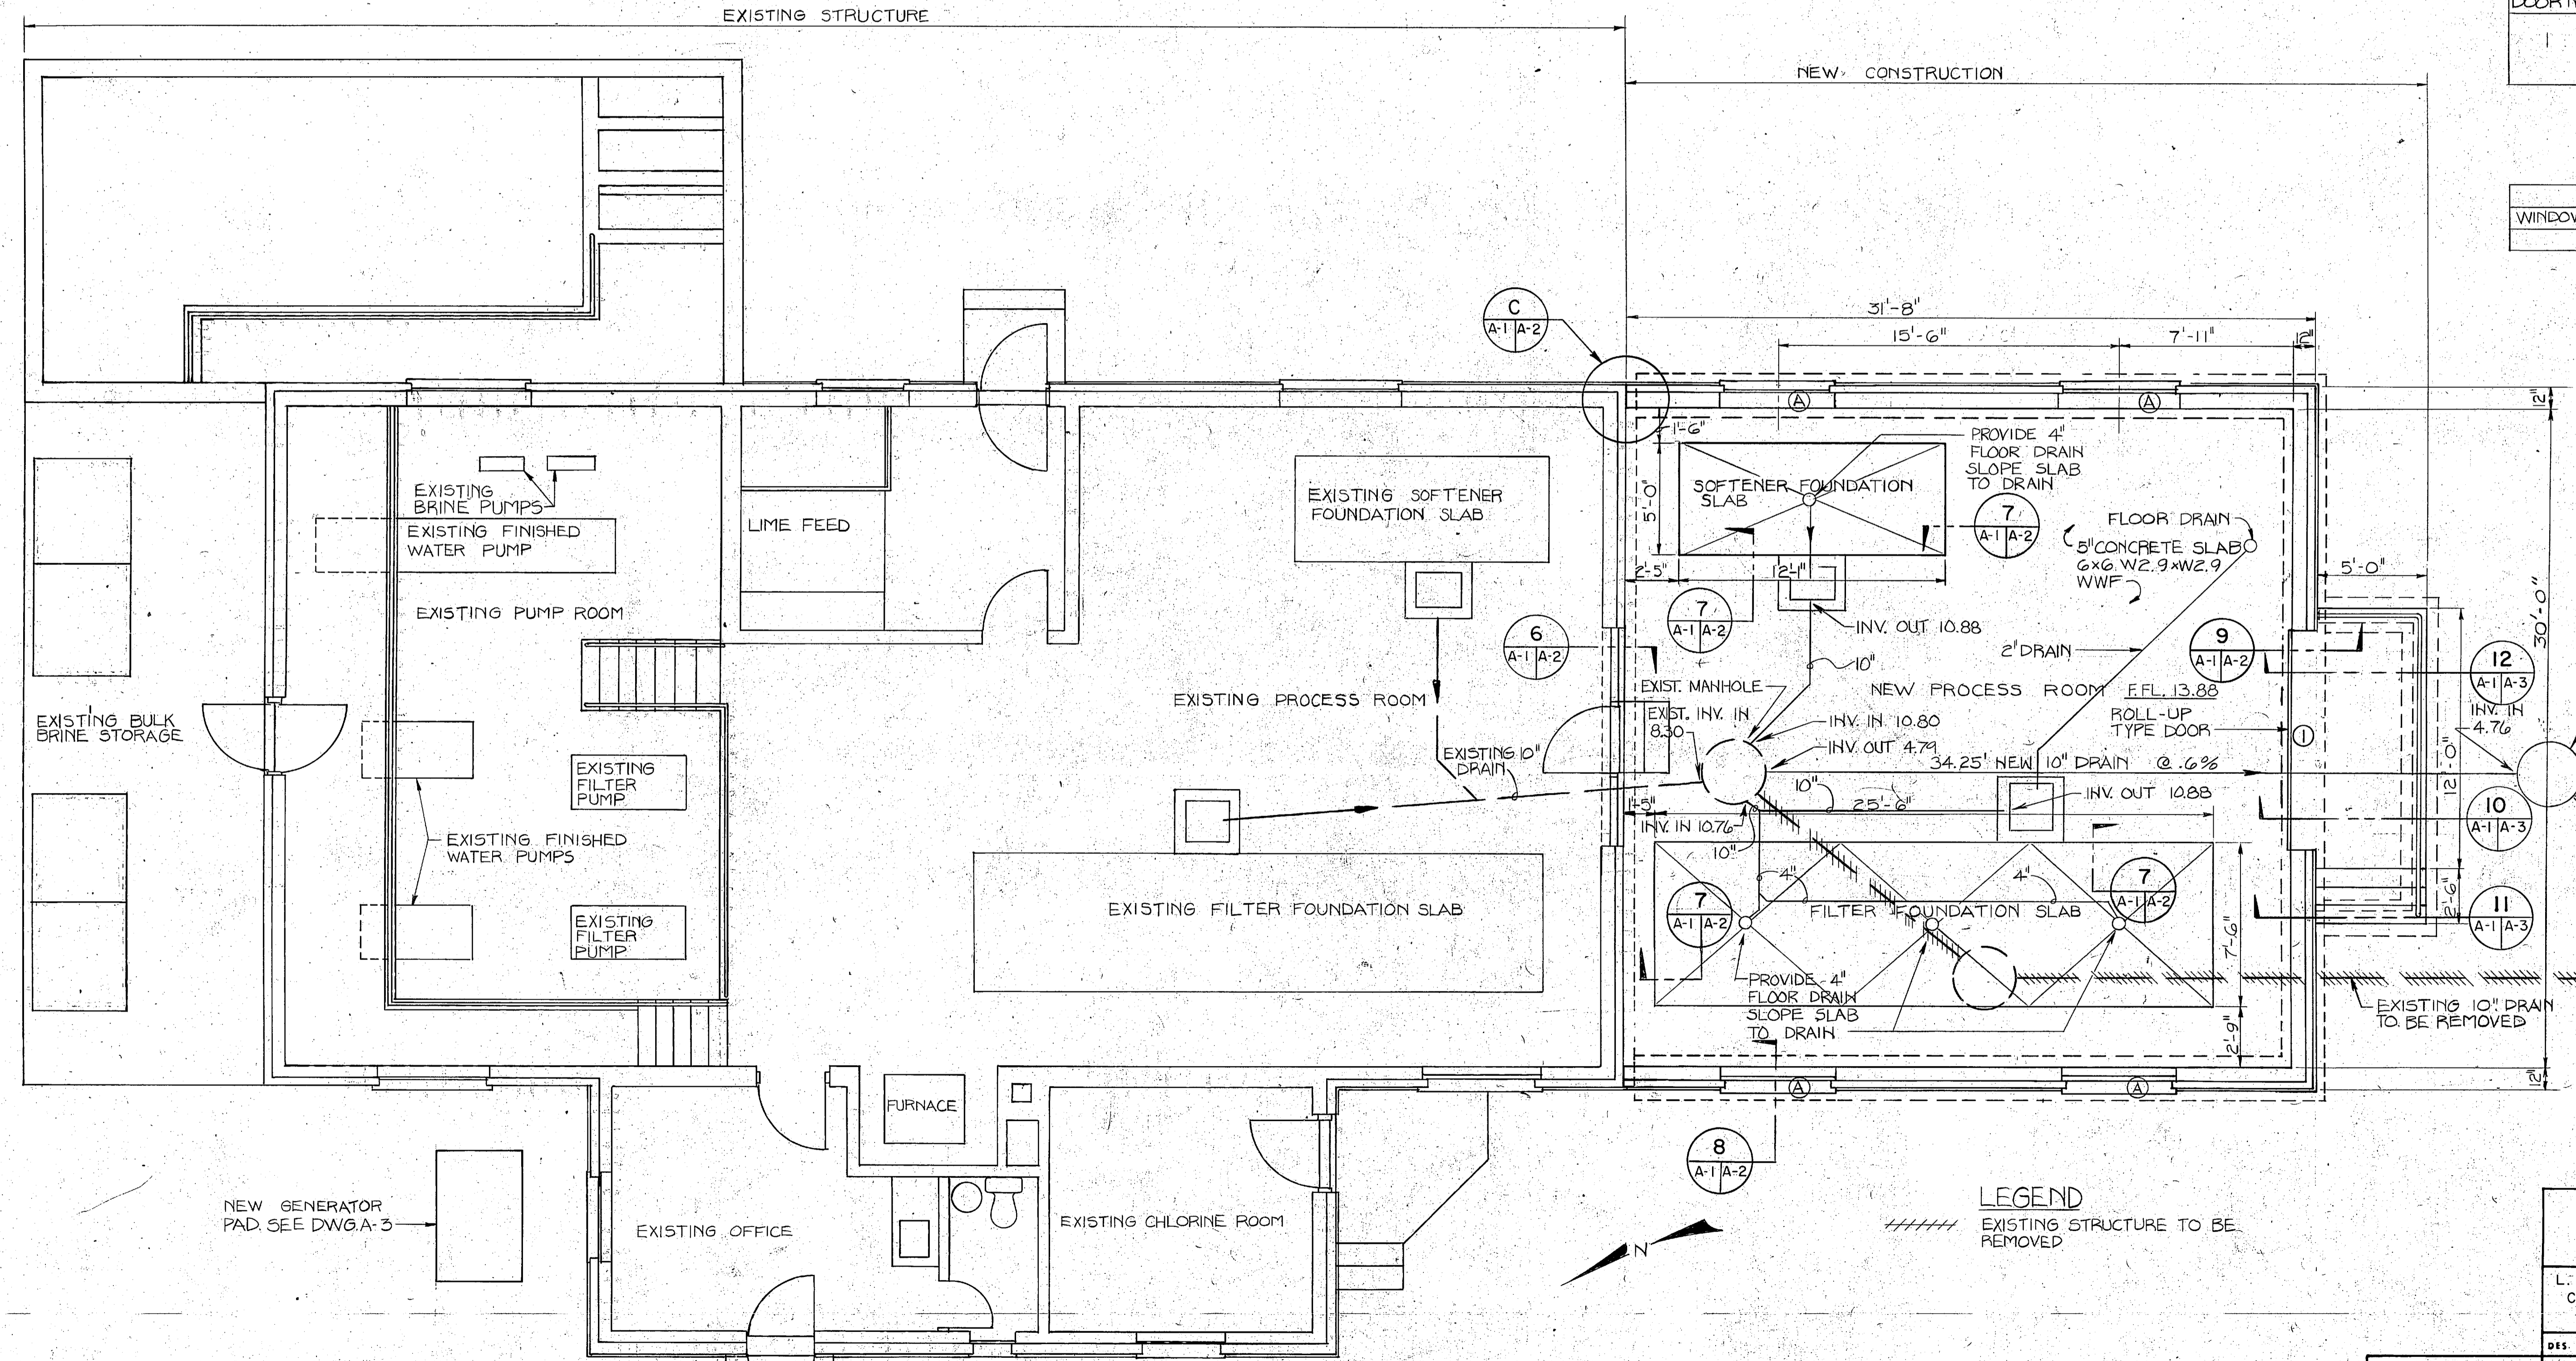 EXISTING STRUCTURE
NEW CONSTRUCTION
1
WINDOW
C
A-1 A-2
31'-8"
15'-6"
7'-11"
12"
12"
A
A
1'-6"
5'-0"
PROVIDE 4"
FLOOR DRAIN
SLOPE SLAB
TO DRAIN
SOFTENER FOUNDATION
SLAB
7
A-1 A-2
FLOOR DRAIN
5" CONCRETE SLAB
6x6 W2.9xW2.9
WWF
2'-5"
12'-1"
5'-0"
30'-0"
EXISTING
BRINE PUMPS
EXISTING FINISHED
WATER PUMP
LIME FEED
EXISTING SOFTENER
FOUNDATION SLAB
EXISTING PUMP ROOM
7
A-1 A-2
INV. OUT 10.88
6
A-1 A-2
10"
2" DRAIN
9
A-1 A-2
12
A-1 A-3
EXISTING PROCESS ROOM
EXIST. MANHOLE
NEW PROCESS ROOM F.FL. 13.88
EXIST. INV. IN
8.30
INV. IN 10.80
INV. OUT 4.79
ROLL-UP
TYPE DOOR
1
INV. IN
4.76
EXISTING BULK
BRINE STORAGE
EXISTING 10"
DRAIN
34.25' NEW 10" DRAIN @ .6%
12'-0"
EXISTING
FILTER
PUMP
10"
25'-6"
INV. OUT 10.88
1'-5"
INV. IN 10.76
10"
10
A-1 A-3
EXISTING FINISHED
WATER PUMPS
4"
4"
7
A-1 A-2
7
A-1 A-2
2'-6"
EXISTING FILTER FOUNDATION SLAB
FILTER FOUNDATION SLAB
11
A-1 A-3
EXISTING
FILTER
PUMP
7'-6"
PROVIDE 4"
FLOOR DRAIN
SLOPE SLAB
TO DRAIN
EXISTING 10" DRAIN
TO BE REMOVED
2'-9"
12"
A
A
FURNACE
8
A-1 A-2
NEW GENERATOR
PAD. SEE DWG. A-3
EXISTING OFFICE
EXISTING CHLORINE ROOM
N
LEGEND
EXISTING STRUCTURE TO BE
REMOVED
L.
C
DES.